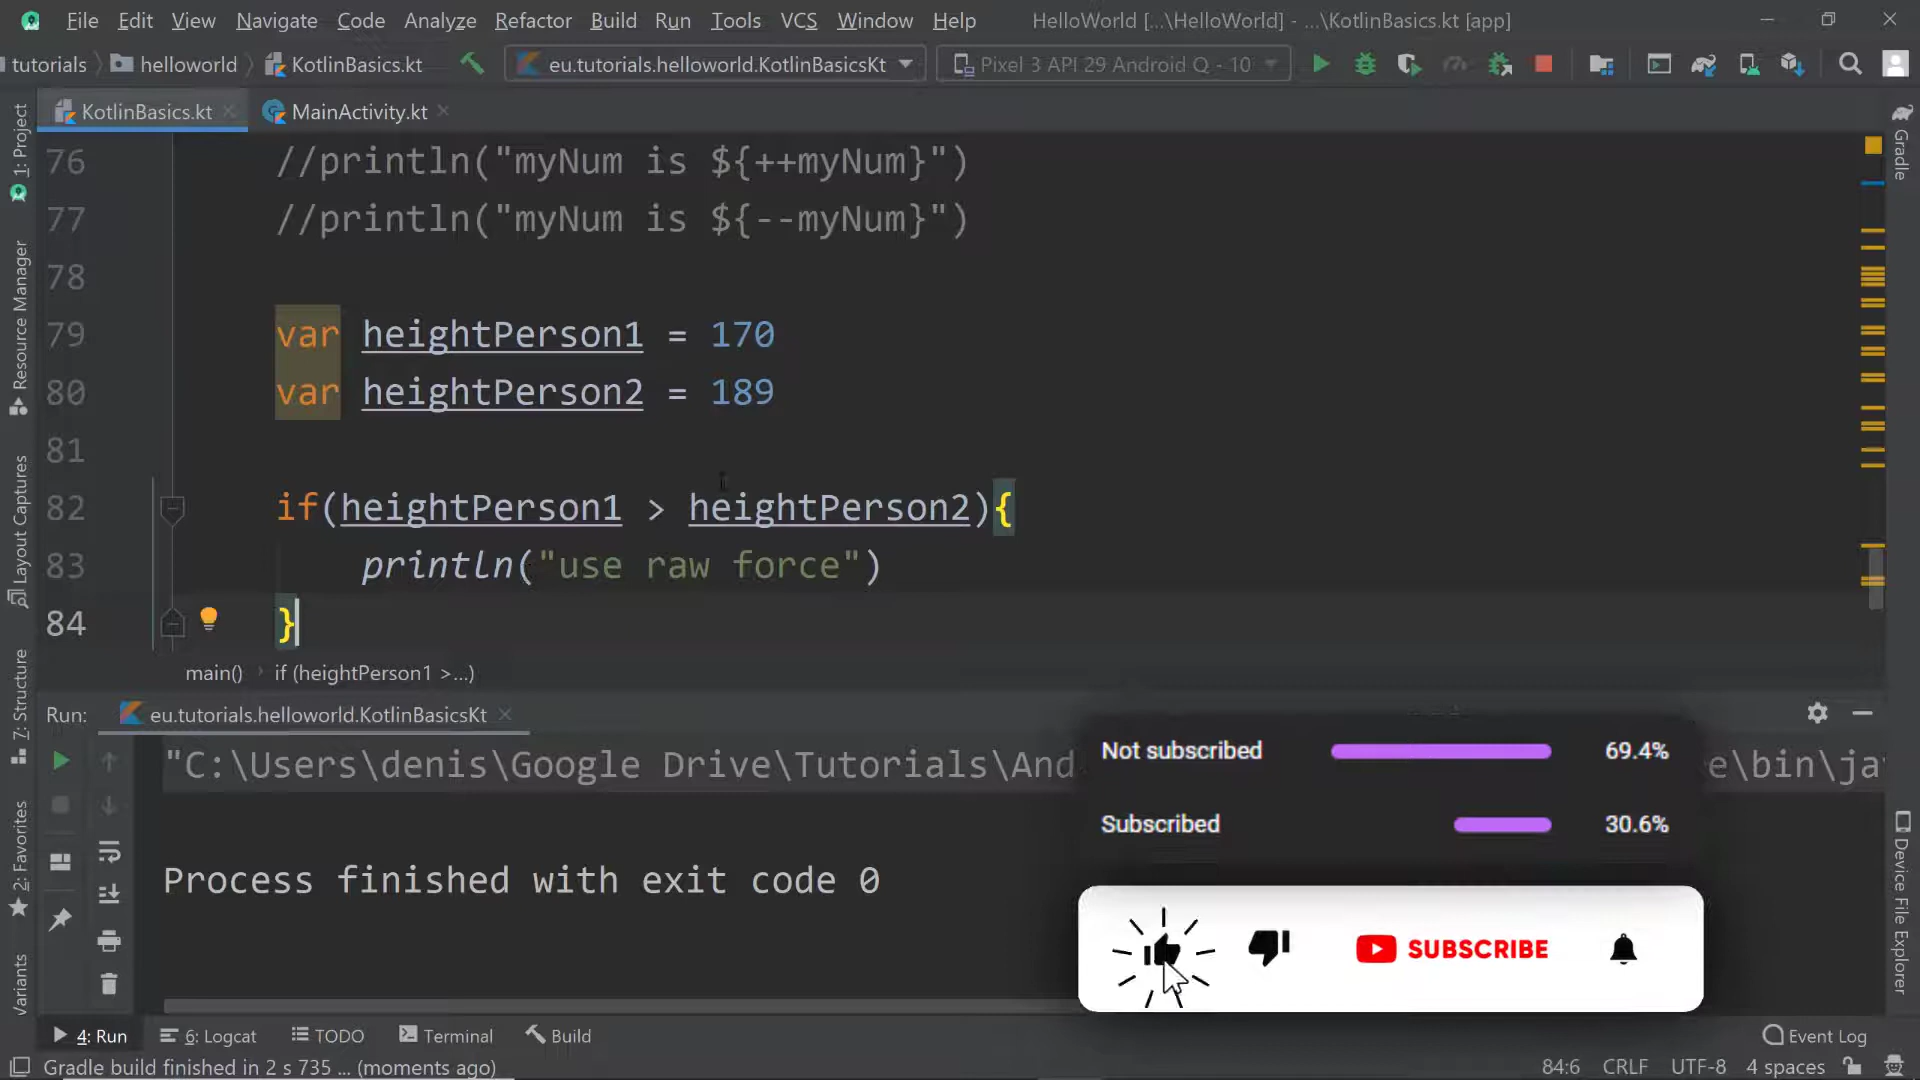 File Edit View Navigate Code Analyze Refactor Build Run Tools VCS Window Help HelloWorld [...\HelloWorld] - ...\KotlinBasics.kt [app]
tutorials helloworld KotlinBasics.kt eu.tutorials.helloworld.KotlinBasicsKt Pixel 3 API 29 Android Q - 10
KotlinBasics.kt MainActivity.kt
76 //println("myNum is ${++myNum}")
77 //println("myNum is ${--myNum}")
78
79 var heightPerson1 = 170
80 var heightPerson2 = 189
81
82 if(heightPerson1 > heightPerson2){
83 println("use raw force")
84 }
main() if (heightPerson1 >...)
1: Project
Resource Manager
Layout Captures
7: Structure
2: Favorites
Variants
Gradle
Device File Explorer
Run: eu.tutorials.helloworld.KotlinBasicsKt
"C:\Users\denis\Google Drive\Tutorials\And
e\bin\ja
Process finished with exit code 0
Not subscribed 69.4%
Subscribed 30.6%
SUBSCRIBE
4: Run 6: Logcat TODO Terminal Build Event Log
Gradle build finished in 2 s 735 ... (moments ago) 84:6 CRLF UTF-8 4 spaces